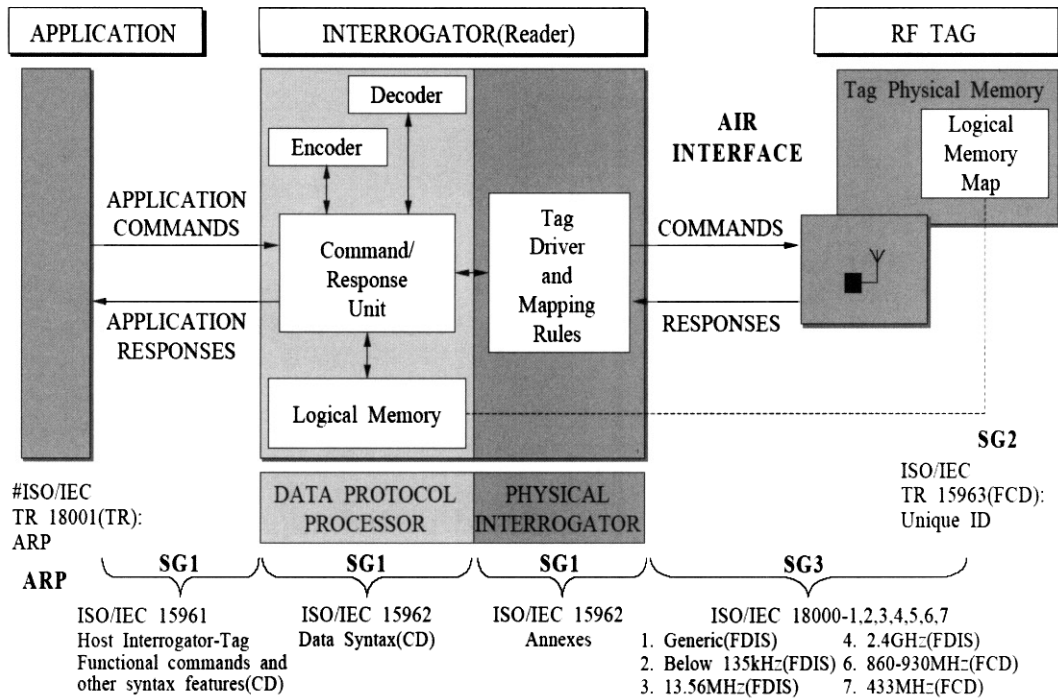 APPLICATION
INTERROGATOR(Reader)
RF TAG
Decoder
Encoder
Tag Physical Memory
Logical
Memory
Map
AIR
INTERFACE
APPLICATION
COMMANDS
Command/
Response
Unit
Tag
Driver
and
Mapping
Rules
COMMANDS
APPLICATION
RESPONSES
RESPONSES
Logical Memory
SG2
#ISO/IEC
TR 18001(TR):
ARP
DATA PROTOCOL
PROCESSOR
PHYSICAL
INTERROGATOR
ISO/IEC
TR 15963(FCD):
Unique ID
ARP
SG1
SG1
SG1
SG3
ISO/IEC 15961
Host Interrogator-Tag
Functional commands and
other syntax features(CD)
ISO/IEC 15962
Data Syntax(CD)
ISO/IEC 15962
Annexes
ISO/IEC 18000-1,2,3,4,5,6,7
1. Generic(FDIS)
2. Below 135kHz(FDIS)
3. 13.56MHz(FDIS)
4. 2.4GHz(FDIS)
6. 860-930MHz(FCD)
7. 433MHz(FCD)